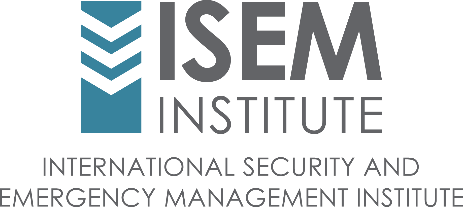 ISEM
INSTITUTE
INTERNATIONAL SECURITY AND
EMERGENCY MANAGEMENT INSTITUTE